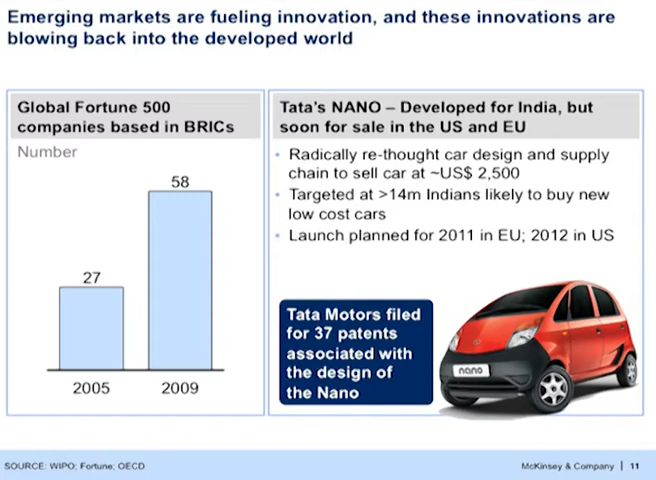 Emerging markets are fueling innovation, and these innovations are
blowing back into the developed world
Global Fortune 500
companies based in BRICs
Number
58
27
2005
2009
Tata's NANO – Developed for India, but
soon for sale in the US and EU
• Radically re-thought car design and supply
chain to sell car at ~US$ 2,500
• Targeted at >14m Indians likely to buy new
low cost cars
• Launch planned for 2011 in EU; 2012 in US
Tata Motors filed
for 37 patents
associated with
the design of
the Nano
nano
SOURCE: WIPO; Fortune; OECD
McKinsey & Company | 11